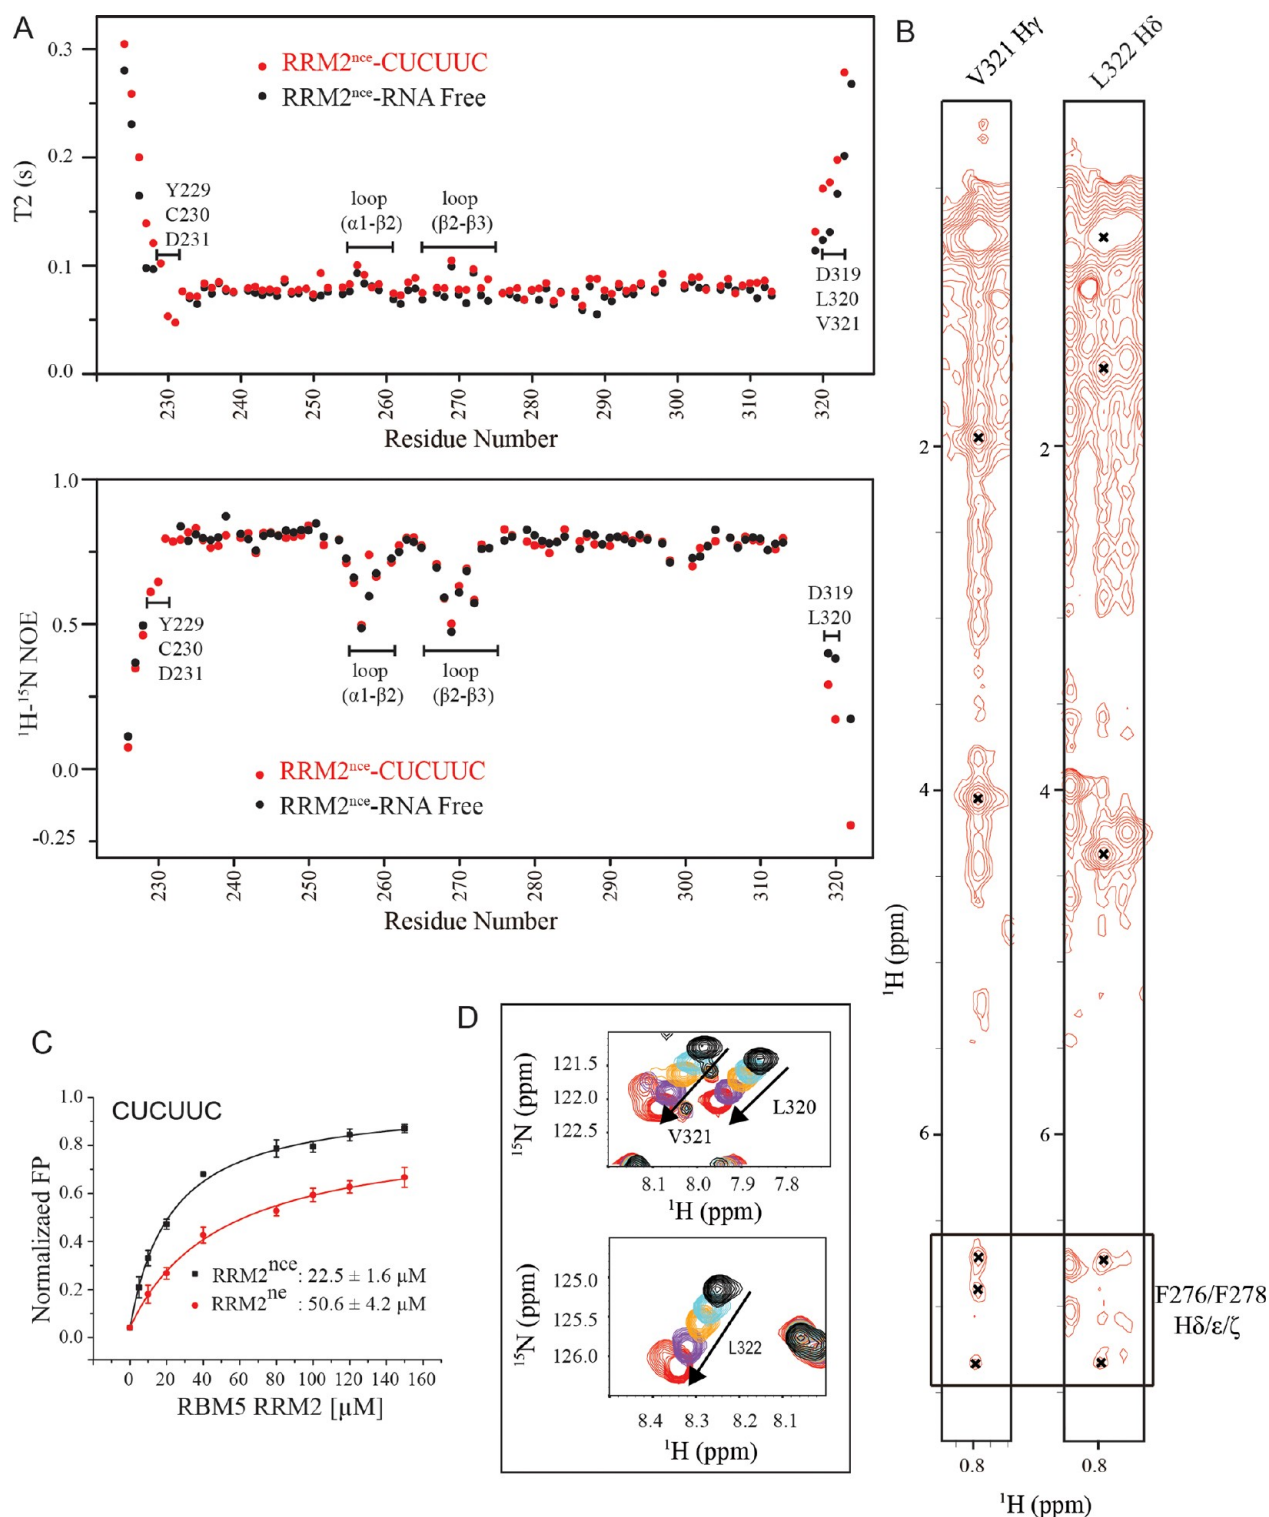 A
RRM2nce-CUCUUC
RRM2nce-RNA Free
Y229
C230
D231
loop
(α1-β2)
loop
(β2-β3)
D319
L320
V321
0.3
0.2
0.1
0.0
T2 (s)
230
240
250
260
270
280
290
300
310
320
Residue Number
1.0
0.5
0.0
-0.25
1H-15N NOE
Y229
C230
D231
loop
(α1-β2)
loop
(β2-β3)
D319
L320
RRM2nce-CUCUUC
RRM2nce-RNA Free
230
240
250
260
270
280
290
300
310
320
Residue Number
B
V321 Hγ
L322 Hδ
2
2
4
4
6
6
1H (ppm)
F276/F278
Hδ/ε/ζ
0.8
0.8
1H (ppm)
C
CUCUUC
1.0
0.8
0.6
0.4
0.2
0.0
Normalizaed FP
RRM2nce: 22.5 ± 1.6 μM
RRM2ne : 50.6 ± 4.2 μM
0 20 40 60 80 100 120 140 160
RBM5 RRM2 [μM]
D
121.5
122.0
122.5
15N (ppm)
V321
L320
8.1 8.0 7.9 7.8
1H (ppm)
125.0
125.5
126.0
15N (ppm)
L322
8.4 8.3 8.2 8.1
1H (ppm)